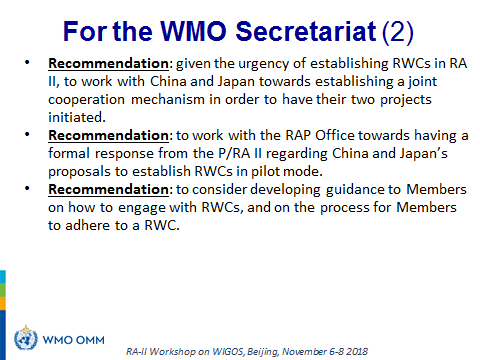 For the WMO Secretariat (2)
• Recommendation: given the urgency of establishing RWCs in RA
II, to work with China and Japan towards establishing a joint
cooperation mechanism in order to have their two projects
initiated.
• Recommendation: to work with the RAP Office towards having a
formal response from the P/RA II regarding China and Japan's
proposals to establish RWCs in pilot mode.
• Recommendation: to consider developing guidance to Members
on how to engage with RWCs, and on the process for Members
to adhere to a RWC.
WMO OMM
RA-II Workshop on WIGOS, Beijing, November 6-8 2018